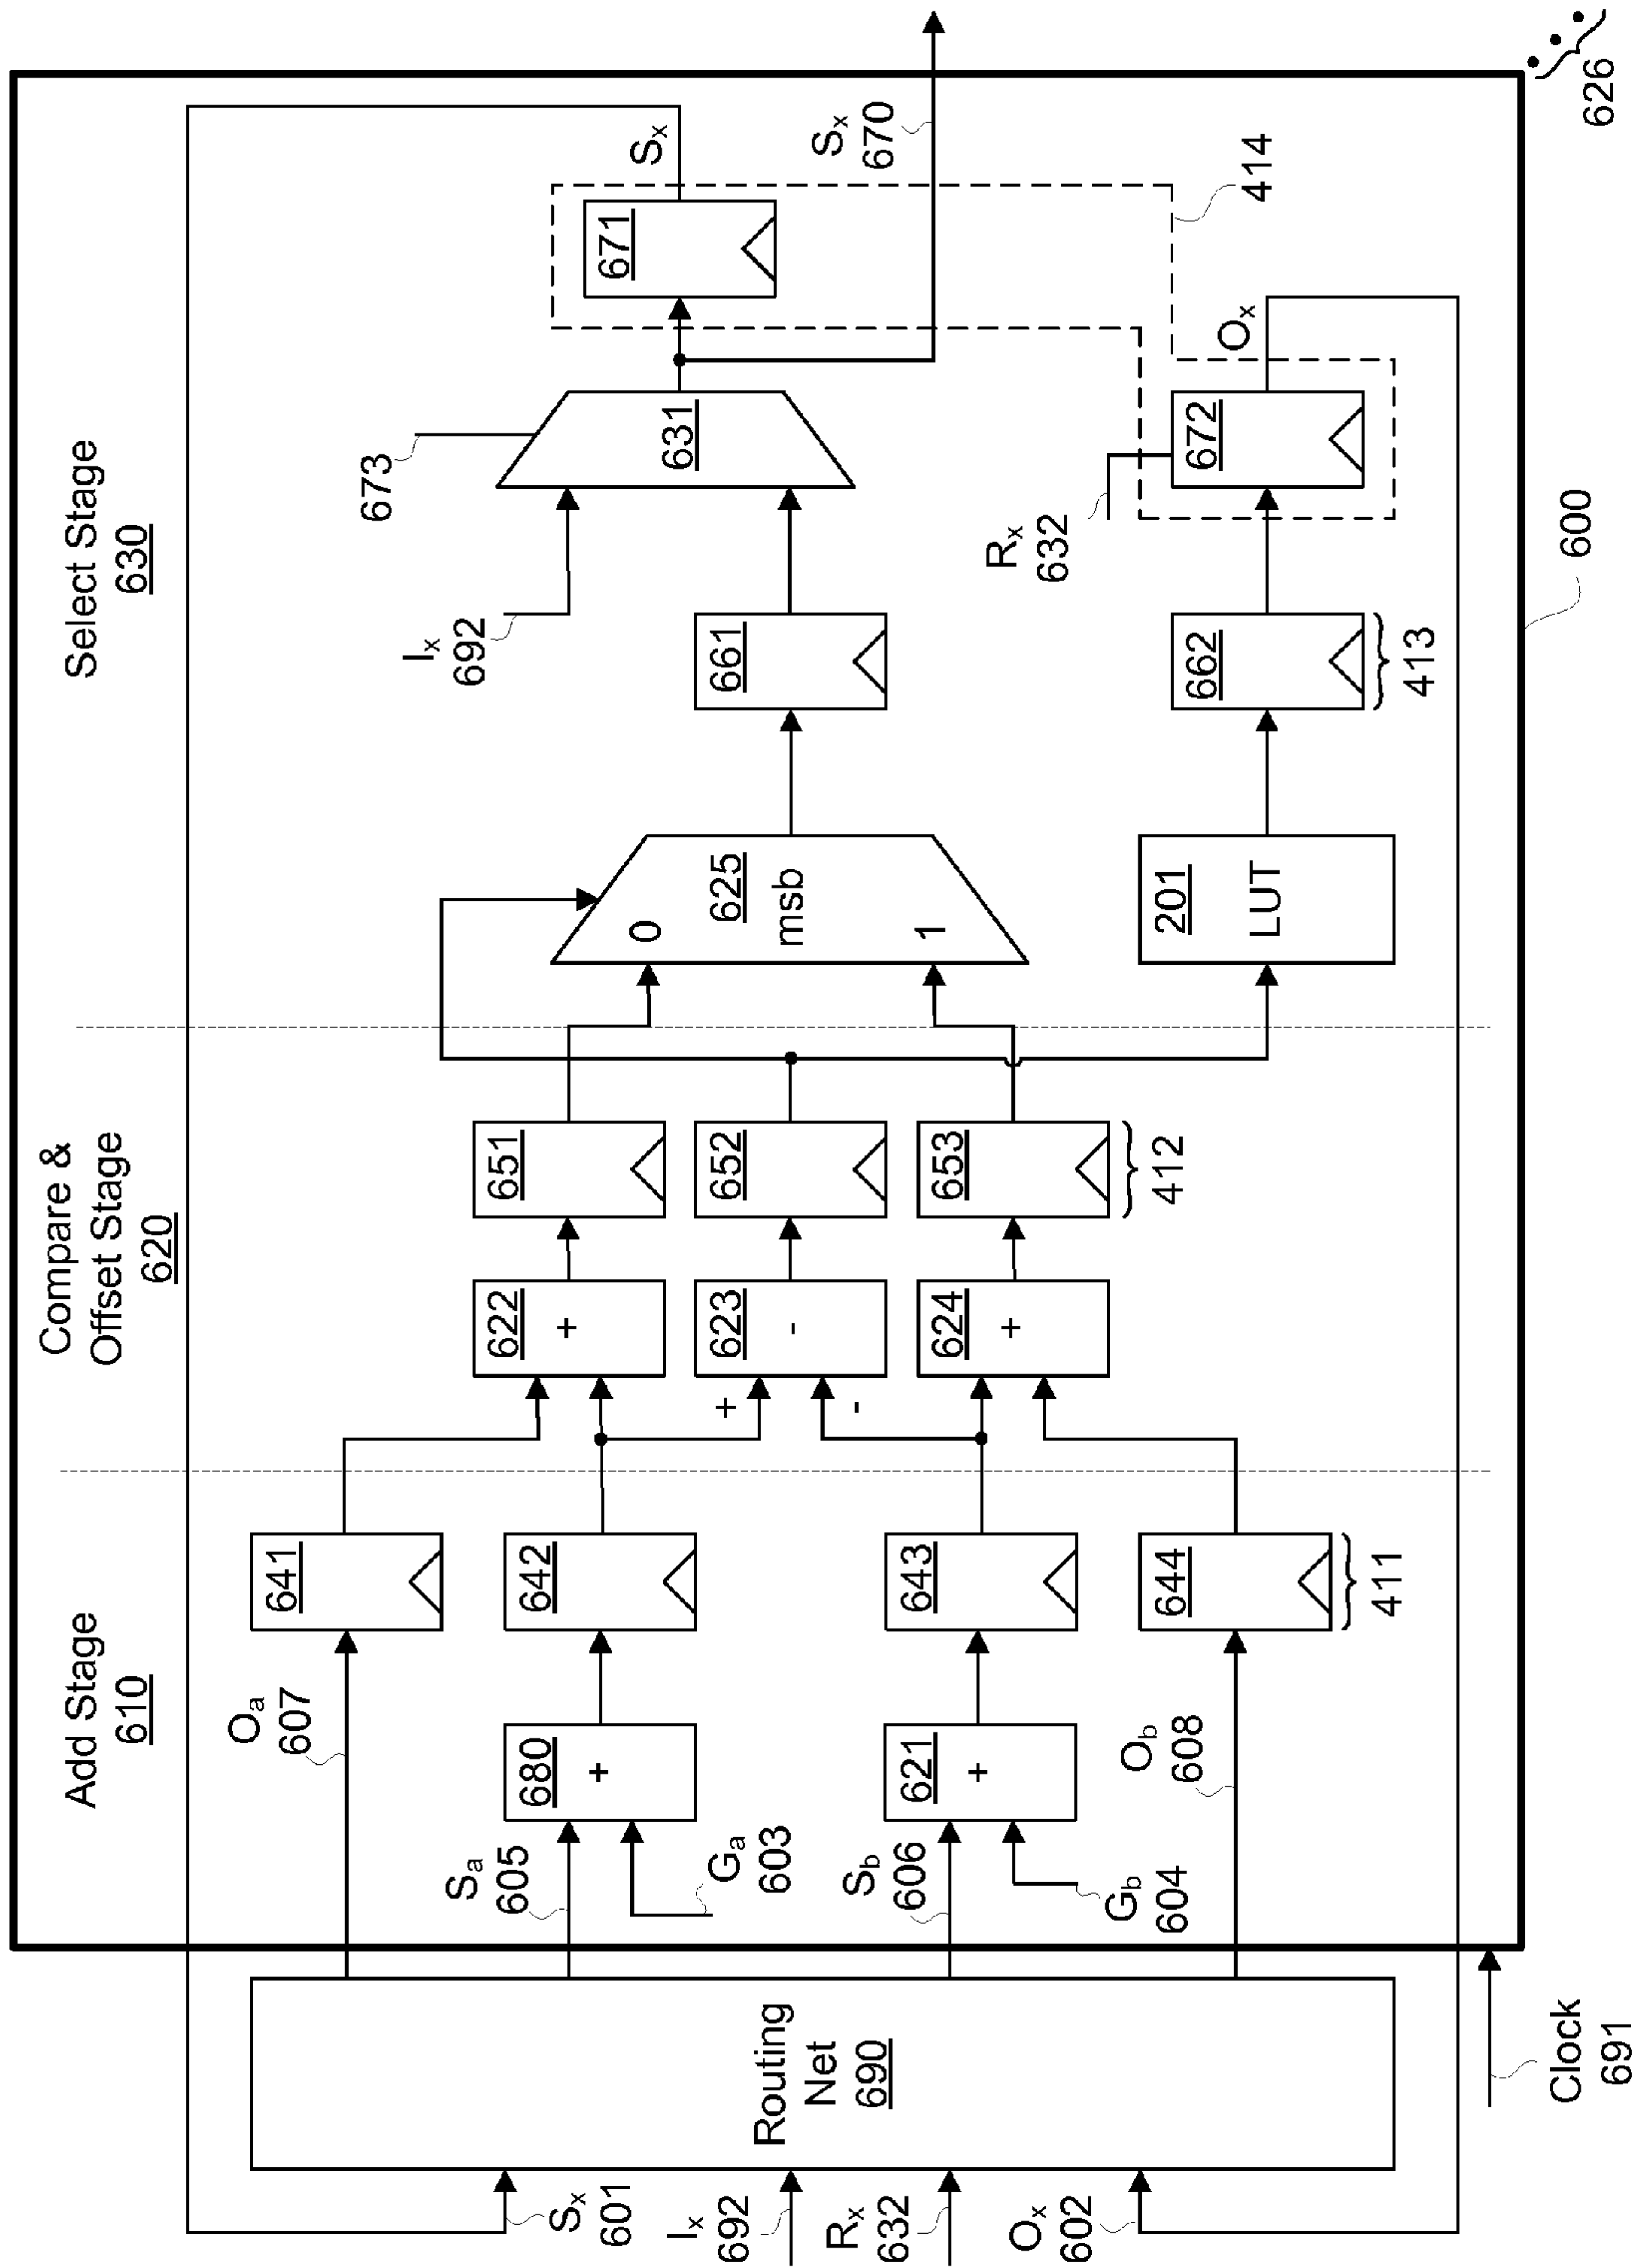 Add Stage
610
Compare &
Offset Stage
620
Select Stage
630
Oa
607
641
Sa
605
680
+
642
Ga
603
Sb
606
621
+
643
Gb
604
Ob
608
644
411
622
+
651
+
623
-
652
-
624
+
653
412
0
625
msb
1
201
LUT
Ix
692
673
661
631
671
Sx
Sx
670
Rx
632
662
413
672
Ox
414
Routing
Net
690
Sx
601
Ix
692
Rx
632
Ox
602
Clock
691
600
626